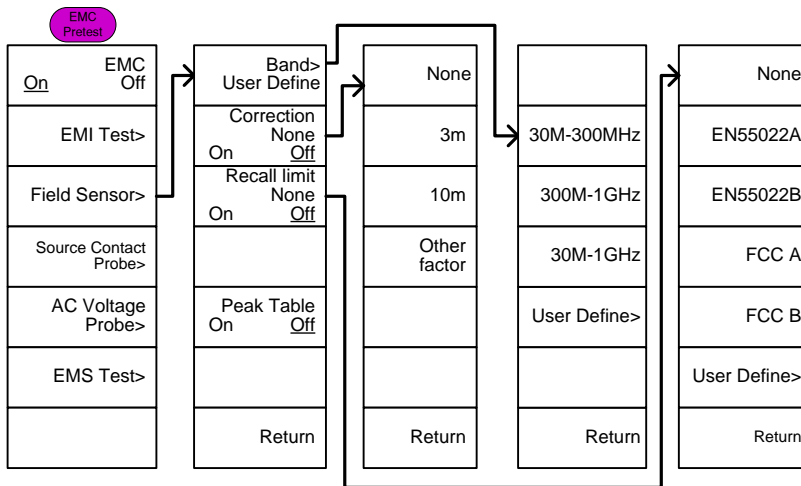 EMC
Pretest
EMC
On Off
EMI Test>
Field Sensor>
Source Contact
Probe>
AC Voltage
Probe>
EMS Test>
Band>
User Define
Correction
None
On Off
Recall limit
None
On Off
Peak Table
On Off
Return
None
3m
10m
Other
factor
Return
30M-300MHz
300M-1GHz
30M-1GHz
User Define>
Return
None
EN55022A
EN55022B
FCC A
FCC B
User Define>
Return